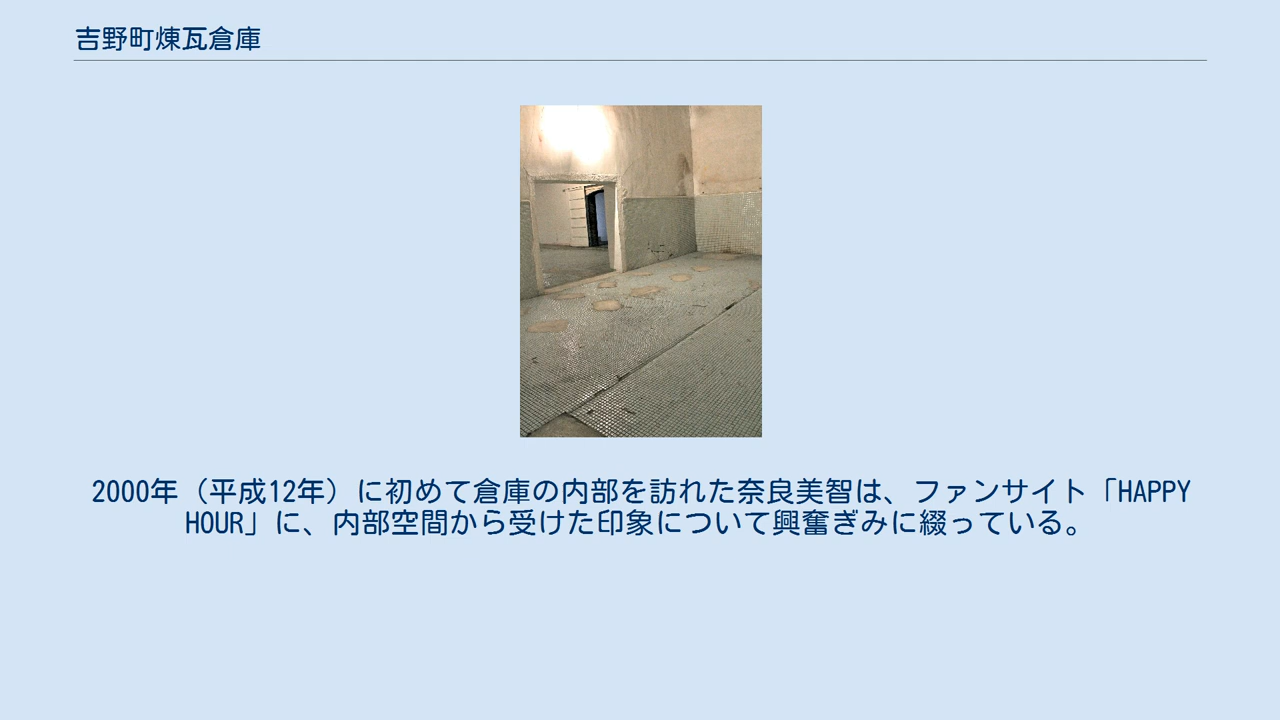 吉野町煉瓦倉庫
2000年（平成12年）に初めて倉庫の内部を訪れた奈良美智は、ファンサイト「HAPPY
HOUR」に、内部空間から受けた印象について興奮ぎみに綴っている。